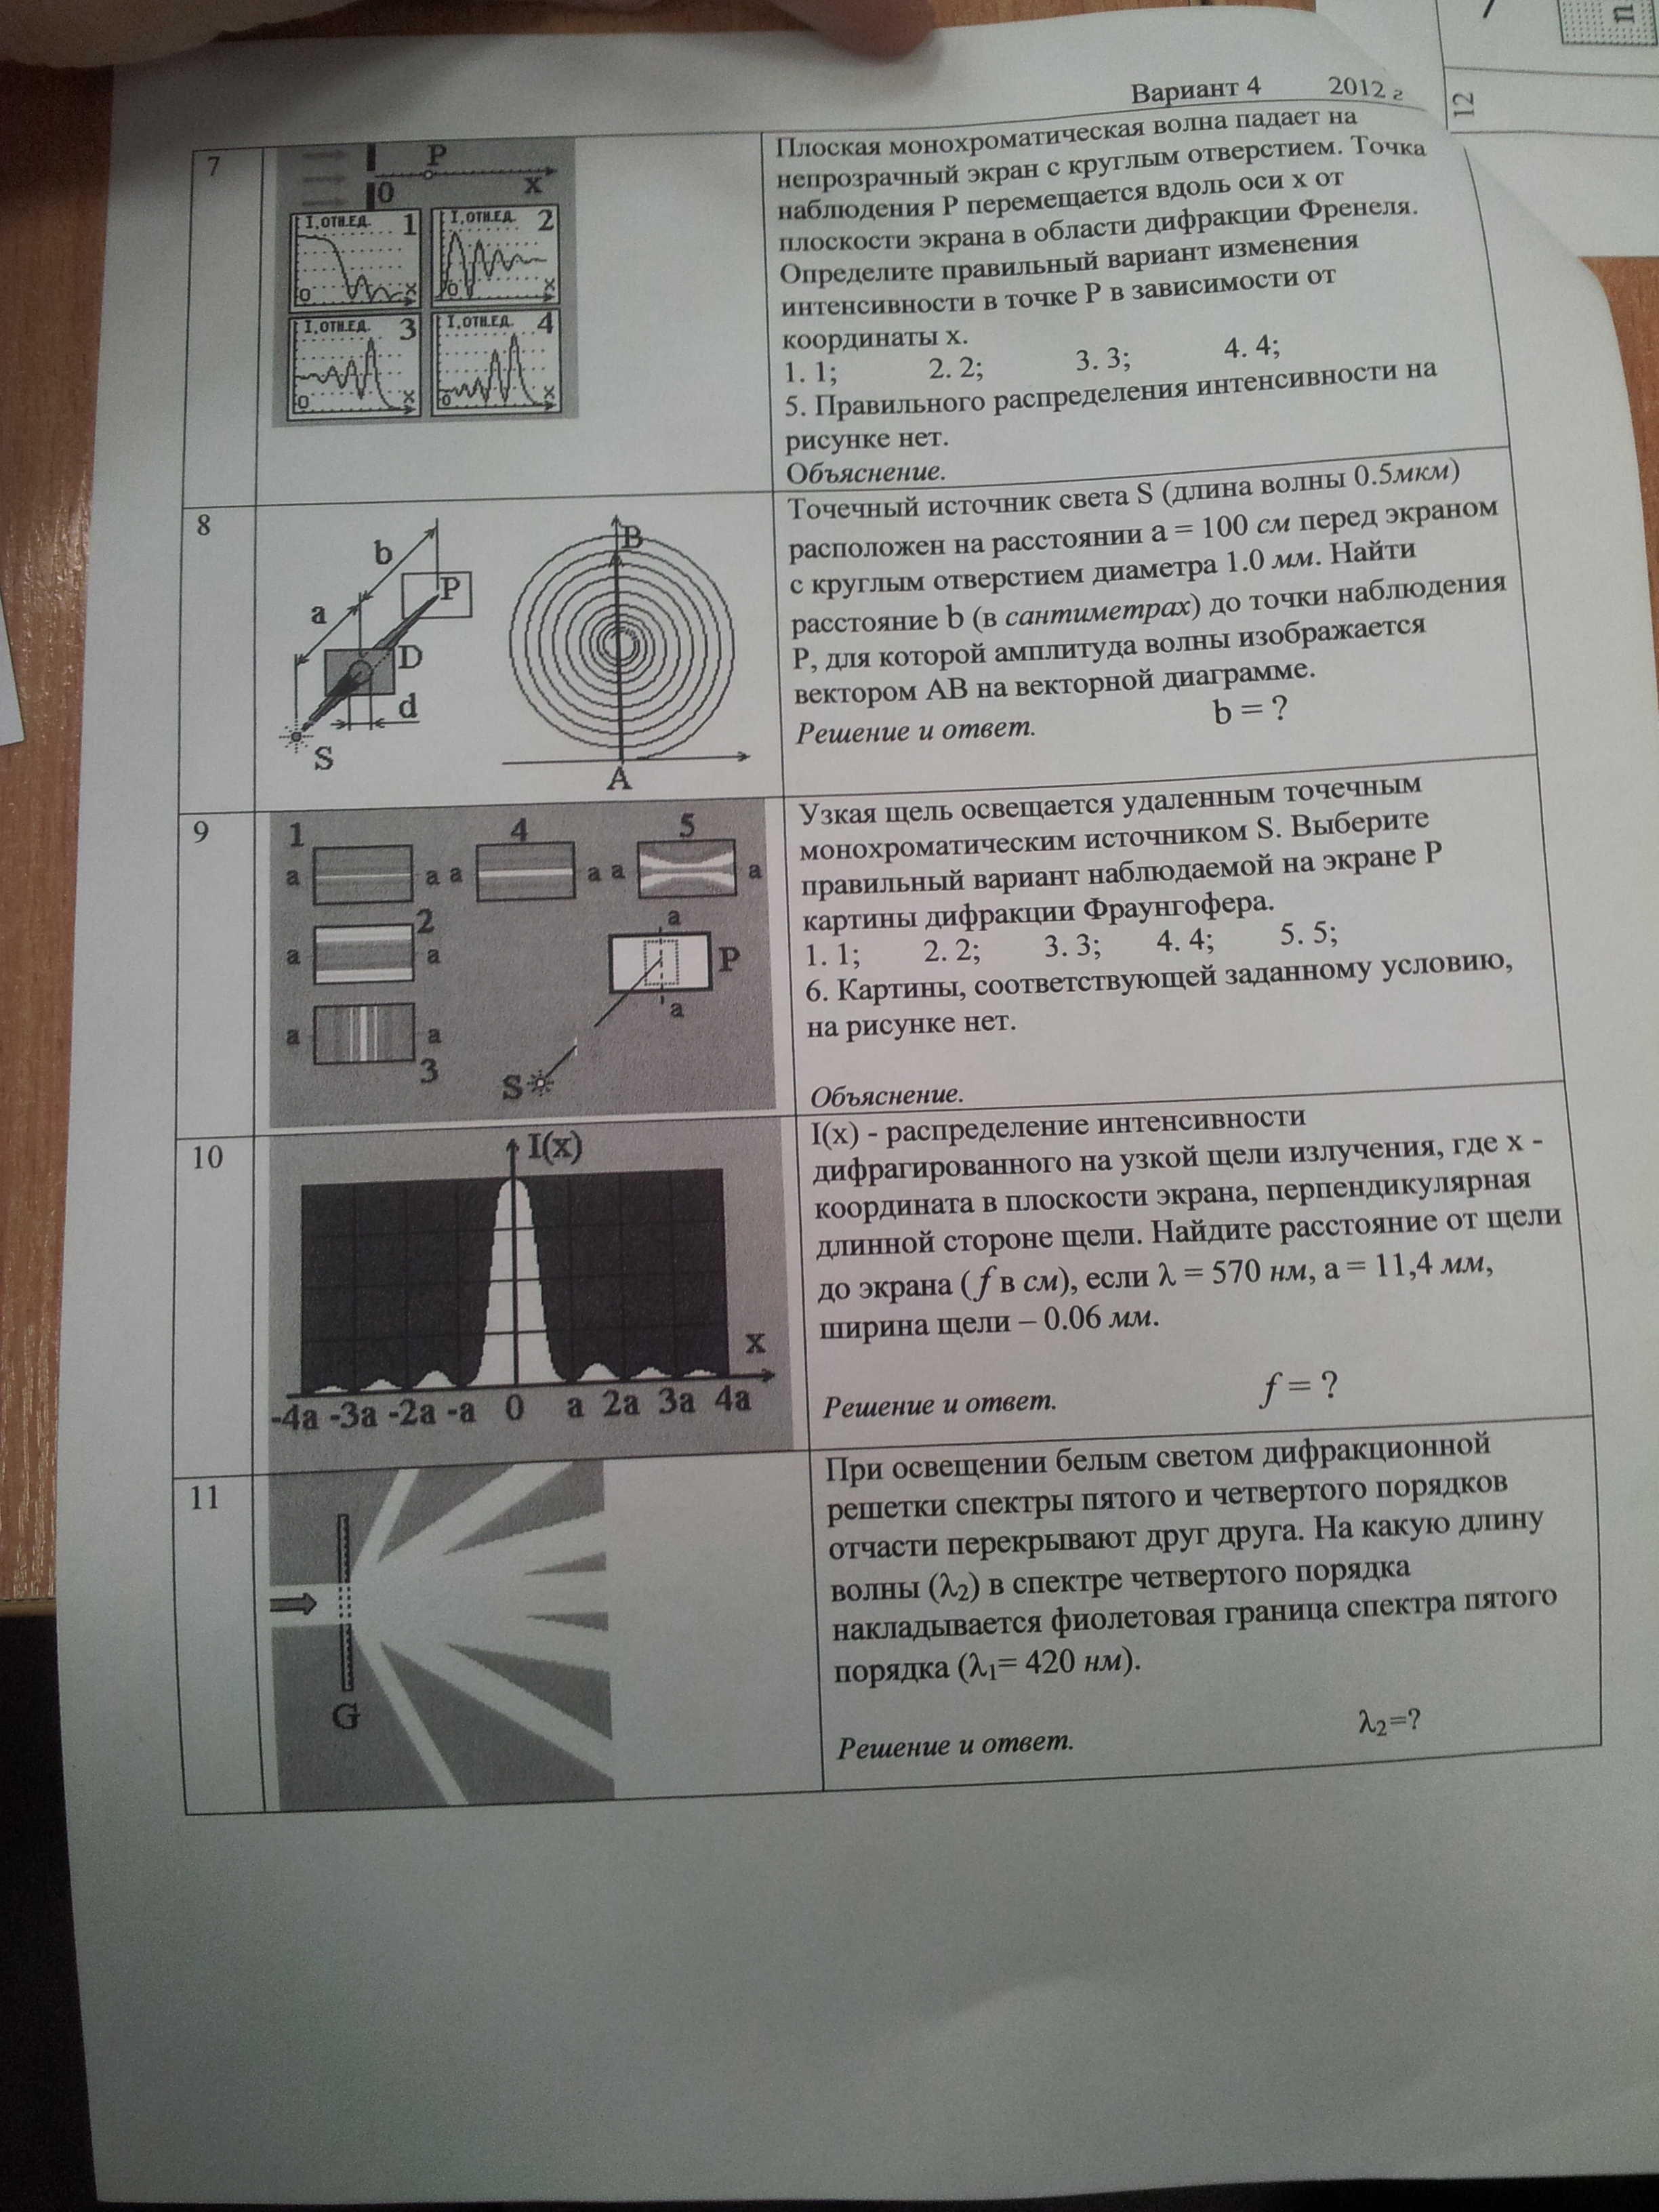 Вариант 4 2012 г
12
n
7
P
0 x
I, ОТН.ЕД. 1
0 x
I, ОТН.ЕД. 2
0 x
I, ОТН.ЕД. 3
0 x
I, ОТН.ЕД. 4
0 x
Плоская монохроматическая волна падает на
непрозрачный экран с круглым отверстием. Точка
наблюдения P перемещается вдоль оси x от
плоскости экрана в области дифракции Френеля.
Определите правильный вариант изменения
интенсивности в точке P в зависимости от
координаты x.
1. 1; 2. 2; 3. 3; 4. 4;
5. Правильного распределения интенсивности на
рисунке нет.
Объяснение.
8
b
P
a
D
d
S
B
A
Точечный источник света S (длина волны 0.5мкм)
расположен на расстоянии a = 100 см перед экраном
с круглым отверстием диаметра 1.0 мм. Найти
расстояние b (в сантиметрах) до точки наблюдения
P, для которой амплитуда волны изображается
вектором AB на векторной диаграмме.
b = ?
Решение и ответ.
9
1 4 5
a a a a a a
2
a a
a
P
a
a a
3
S
Узкая щель освещается удаленным точечным
монохроматическим источником S. Выберите
правильный вариант наблюдаемой на экране P
картины дифракции Фраунгофера.
1. 1; 2. 2; 3. 3; 4. 4; 5. 5;
6. Картины, соответствующей заданному условию,
на рисунке нет.
Объяснение.
10
I(x)
x
-4a -3a -2a -a 0 a 2a 3a 4a
I(x) - распределение интенсивности
дифрагированного на узкой щели излучения, где x -
координата в плоскости экрана, перпендикулярная
длинной стороне щели. Найдите расстояние от щели
до экрана ( f в см), если λ = 570 нм, a = 11,4 мм,
ширина щели – 0.06 мм.
f = ?
Решение и ответ.
11
G
При освещении белым светом дифракционной
решетки спектры пятого и четвертого порядков
отчасти перекрывают друг друга. На какую длину
волны (λ2) в спектре четвертого порядка
накладывается фиолетовая граница спектра пятого
порядка (λ1= 420 нм).
λ2=?
Решение и ответ.